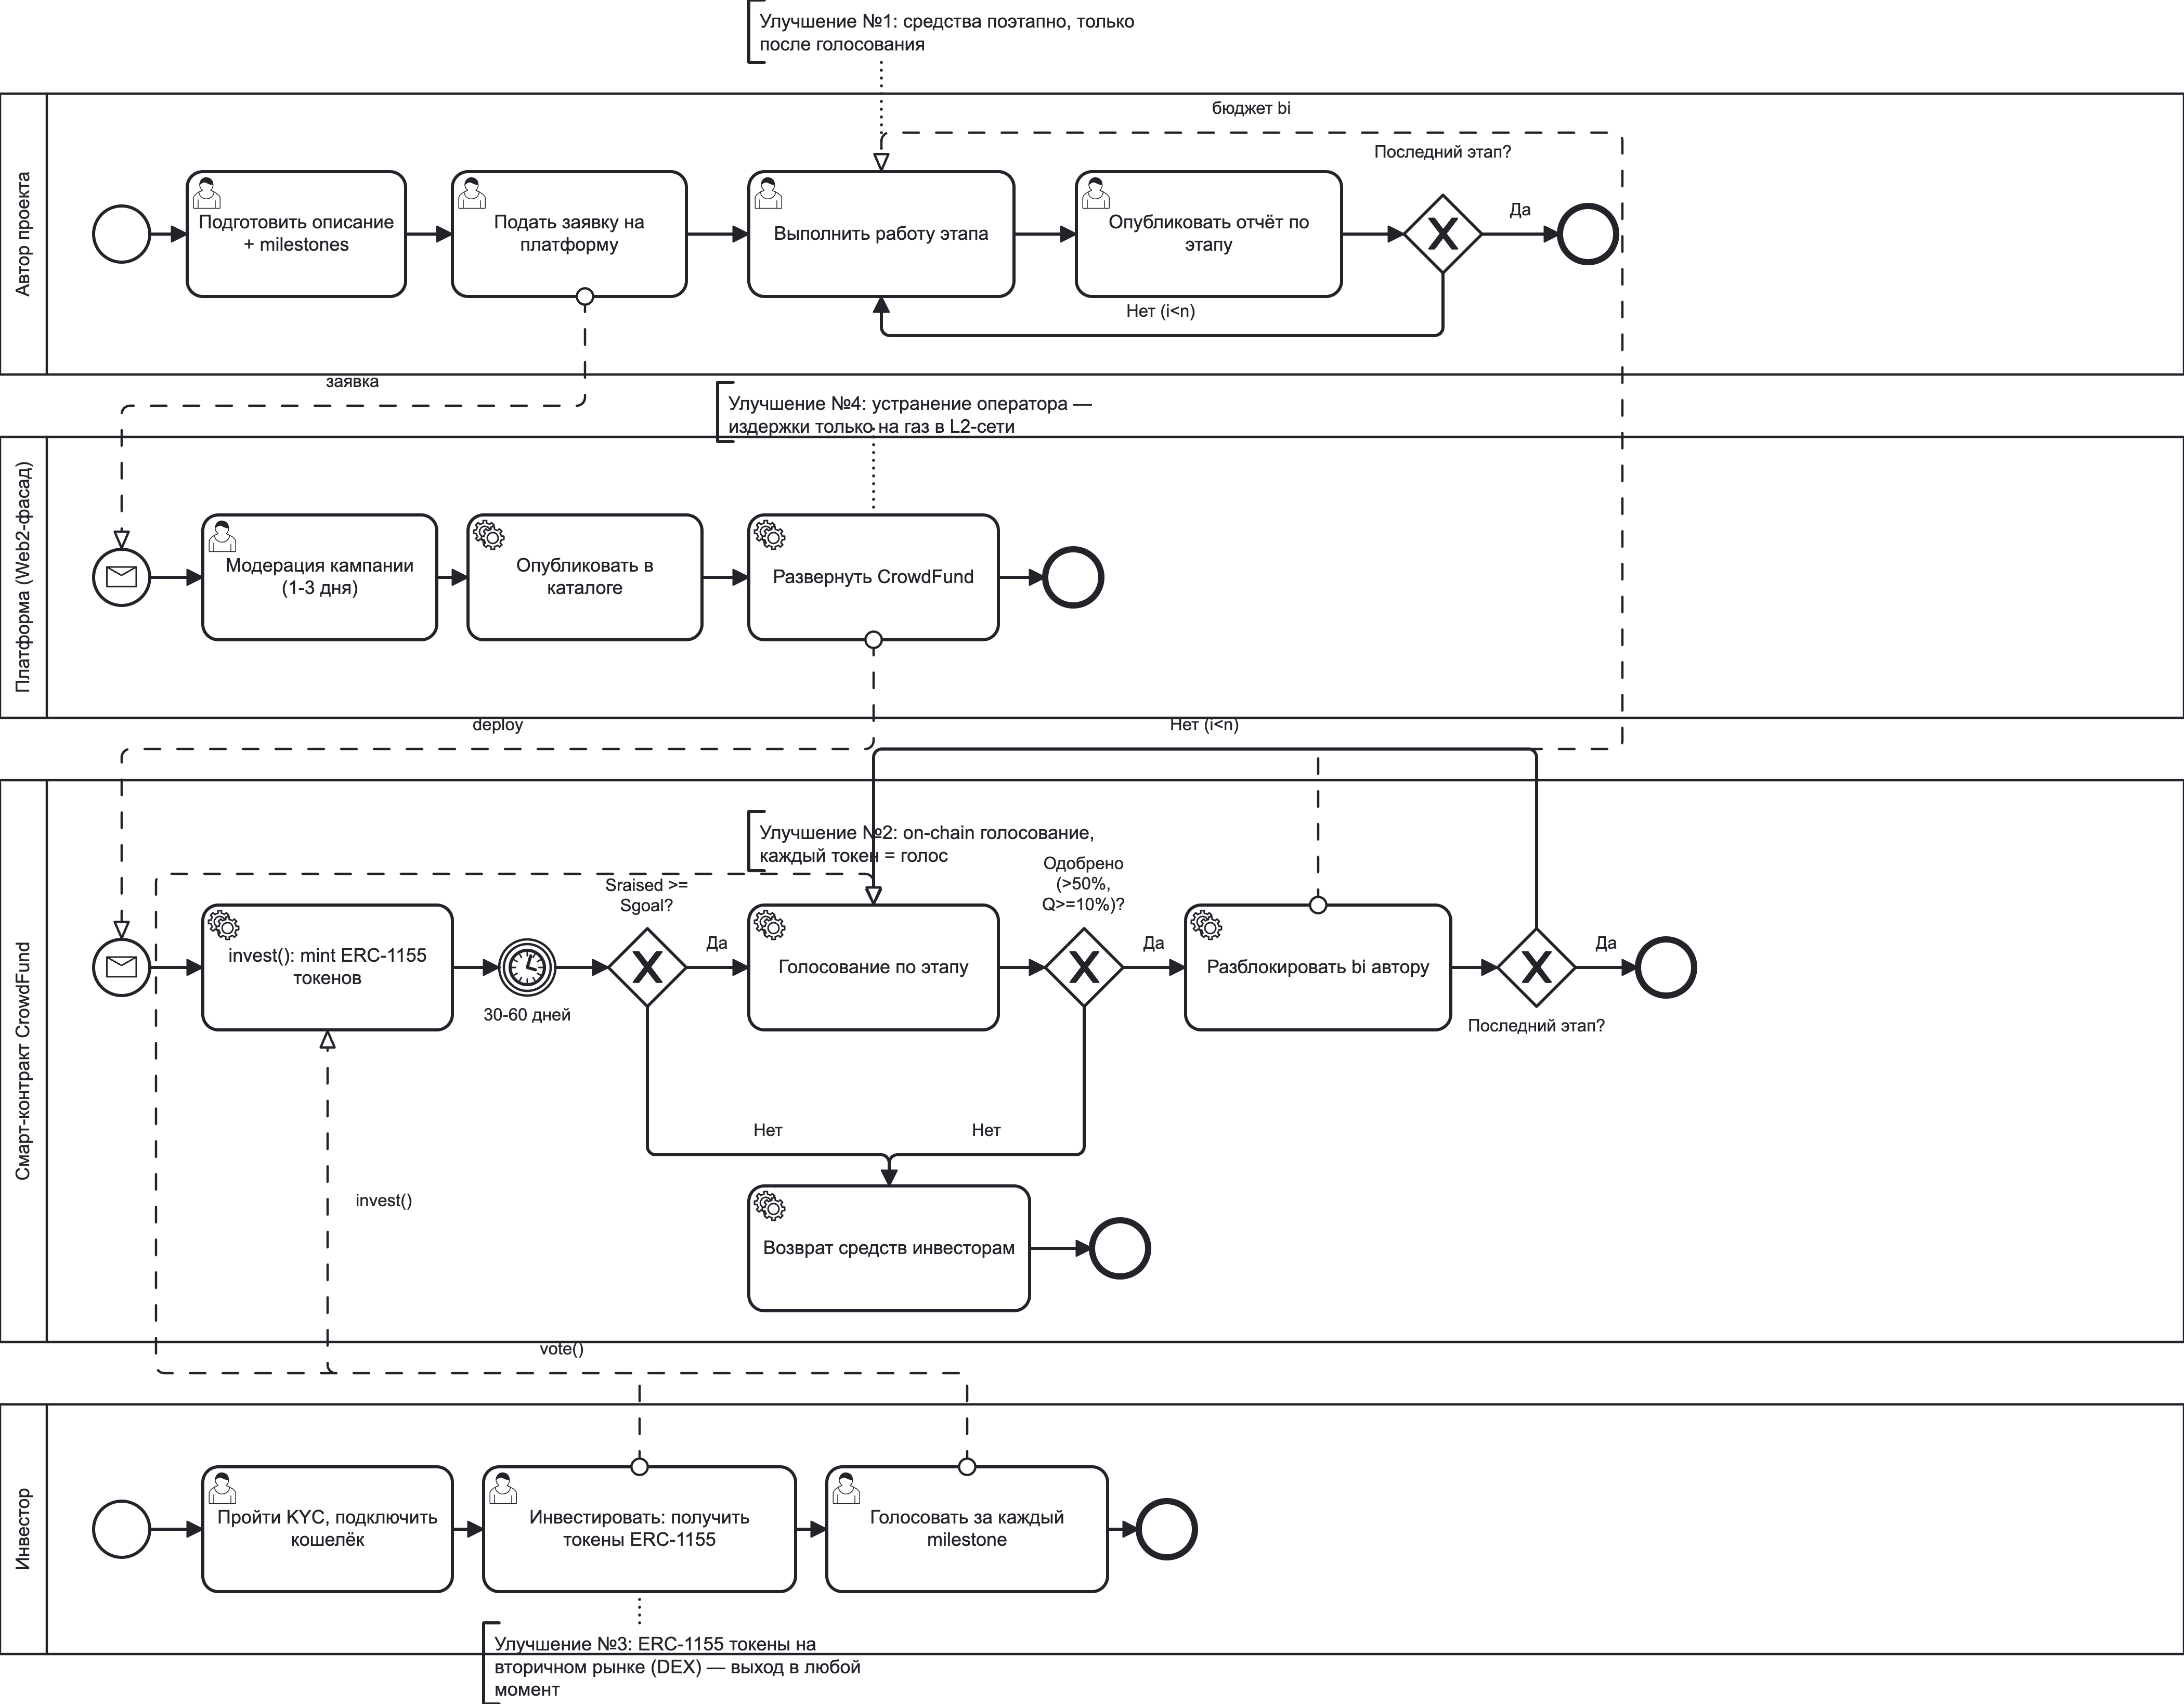 Улучшение №1: средства поэтапно, только
после голосования
Автор проекта
бюджет bi
Последний этап?
Подготовить описание
+ milestones
Подать заявку на
платформу
Выполнить работу этапа
Опубликовать отчёт по
этапу
Да
Нет (i<n)
заявка
Улучшение №4: устранение оператора —
издержки только на газ в L2-сети
Платформа (Web2-фасад)
Модерация кампании
(1-3 дня)
Опубликовать в
каталоге
Развернуть CrowdFund
deploy
Нет (i<n)
Смарт-контракт CrowdFund
Улучшение №2: on-chain голосование,
каждый токен = голос
Sraised >=
Sgoal?
Одобрено
(>50%,
Q>=10%)?
invest(): mint ERC-1155
токенов
30-60 дней
Да
Голосование по этапу
Да
Разблокировать bi автору
Да
Последний этап?
Нет
Нет
invest()
Возврат средств инвесторам
vote()
Инвестор
Пройти KYC, подключить
кошелёк
Инвестировать: получить
токены ERC-1155
Голосовать за каждый
milestone
Улучшение №3: ERC-1155 токены на
вторичном рынке (DEX) — выход в любой
момент